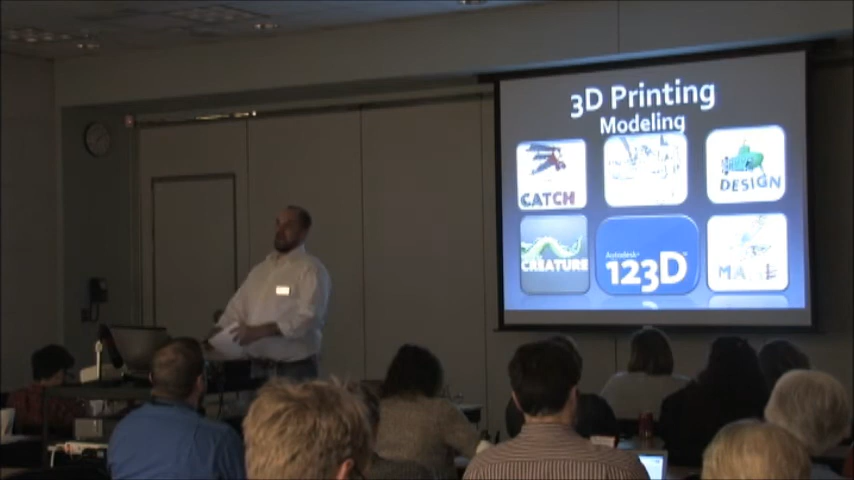 3D Printing
Modeling
CATCH
DESIGN
CREATURE
Autodesk®
123D
MAKE